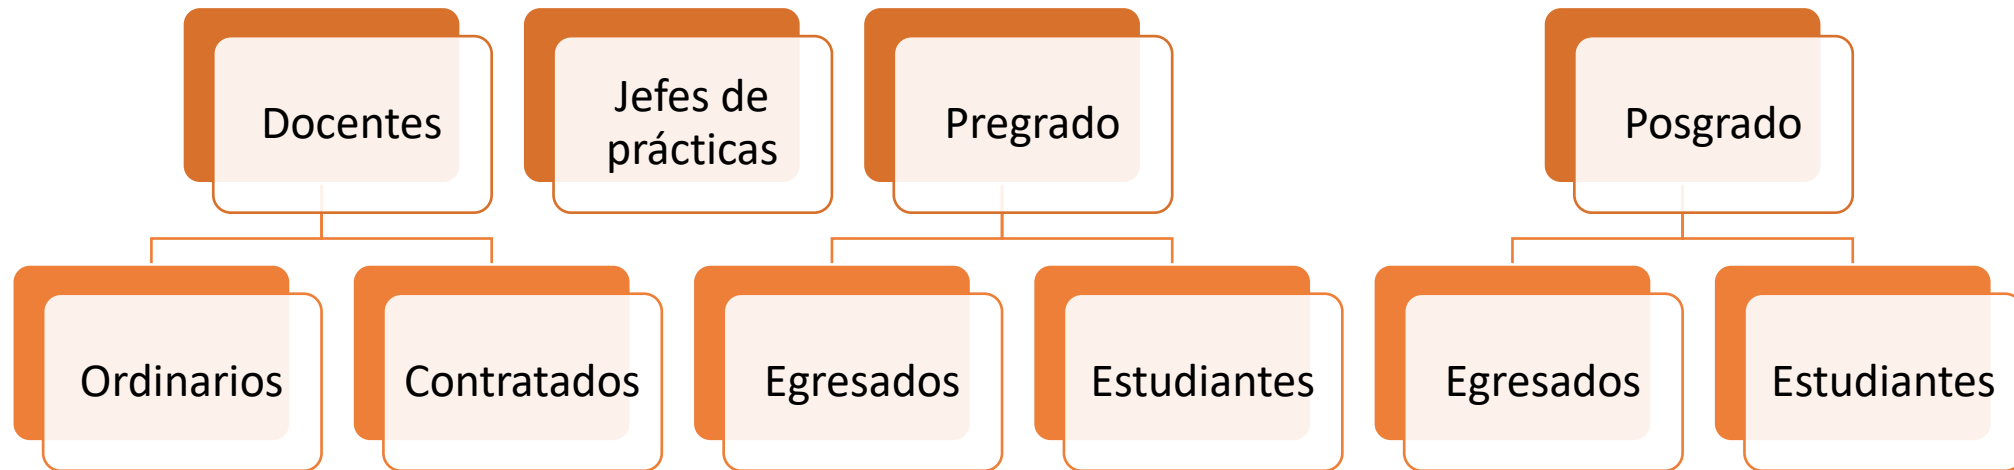 Docentes
Jefes de
prácticas
Pregrado
Posgrado
Ordinarios
Contratados
Egresados
Estudiantes
Egresados
Estudiantes